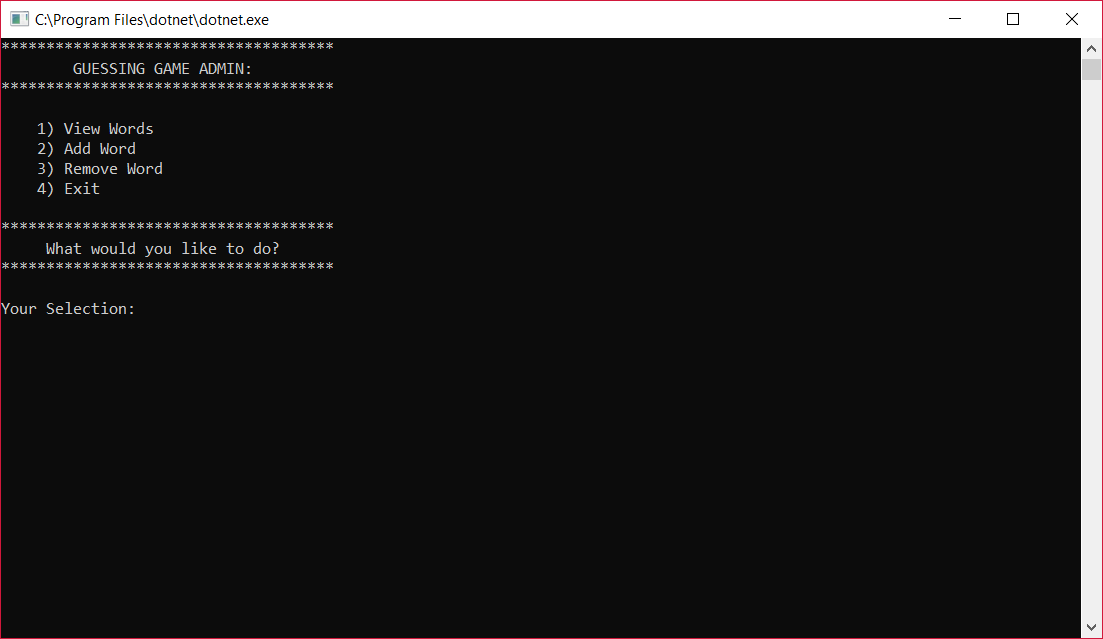 C:\Program Files\dotnet\dotnet.exe
*************************************
GUESSING GAME ADMIN:
*************************************
1) View Words
2) Add Word
3) Remove Word
4) Exit
*************************************
What would you like to do?
*************************************
Your Selection: